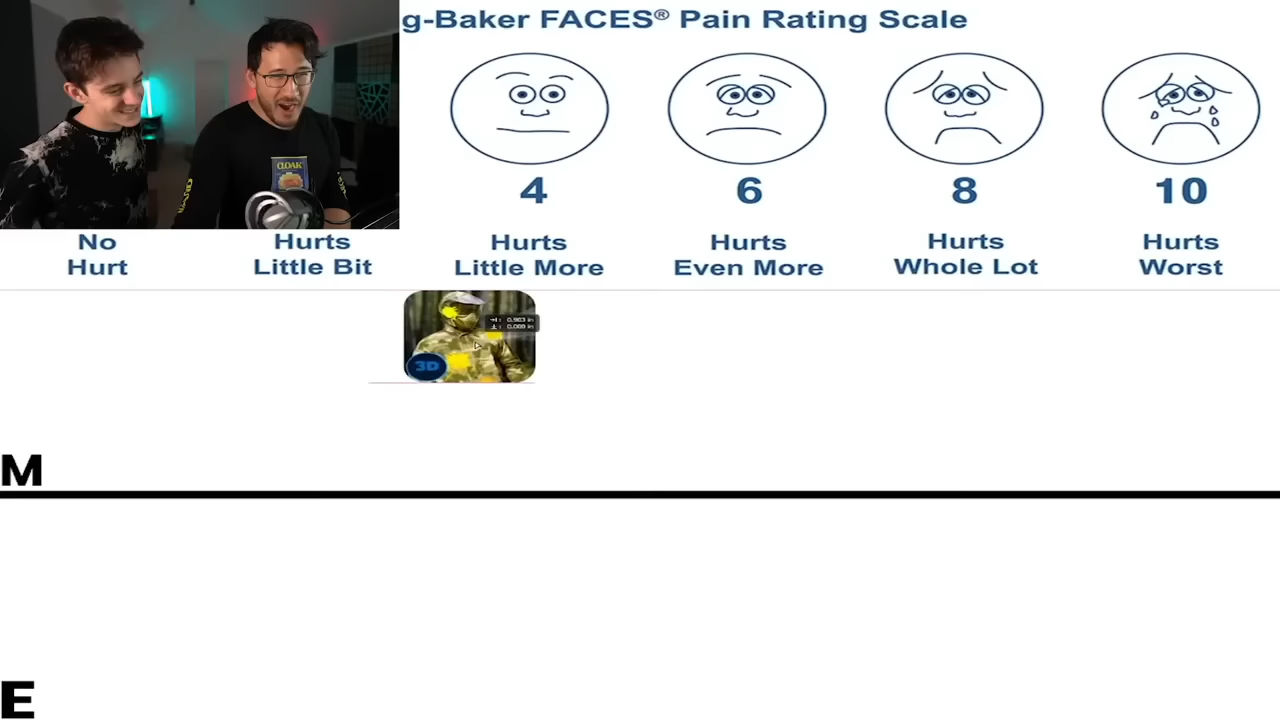 g-Baker FACES® Pain Rating Scale
4
6
8
10
No
Hurt
Hurts
Little Bit
Hurts
Little More
Hurts
Even More
Hurts
Whole Lot
Hurts
Worst
CLOAK
3D
M
E